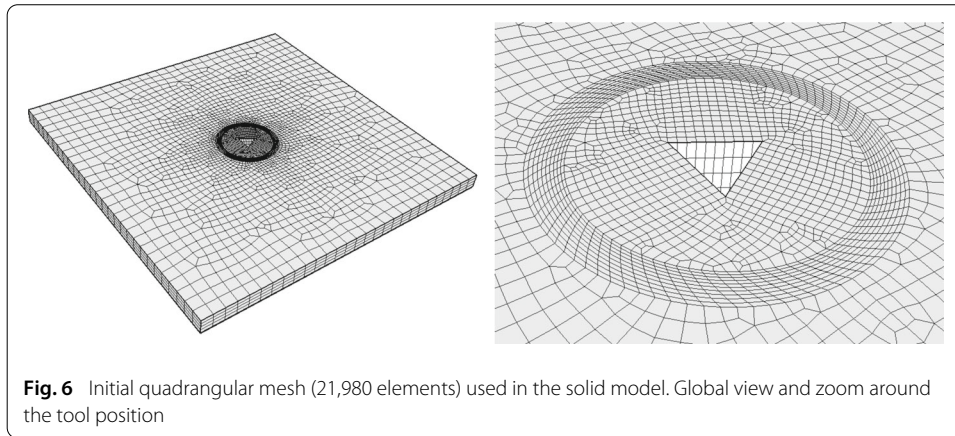 Fig. 6 Initial quadrangular mesh (21,980 elements) used in the solid model. Global view and zoom around
the tool position